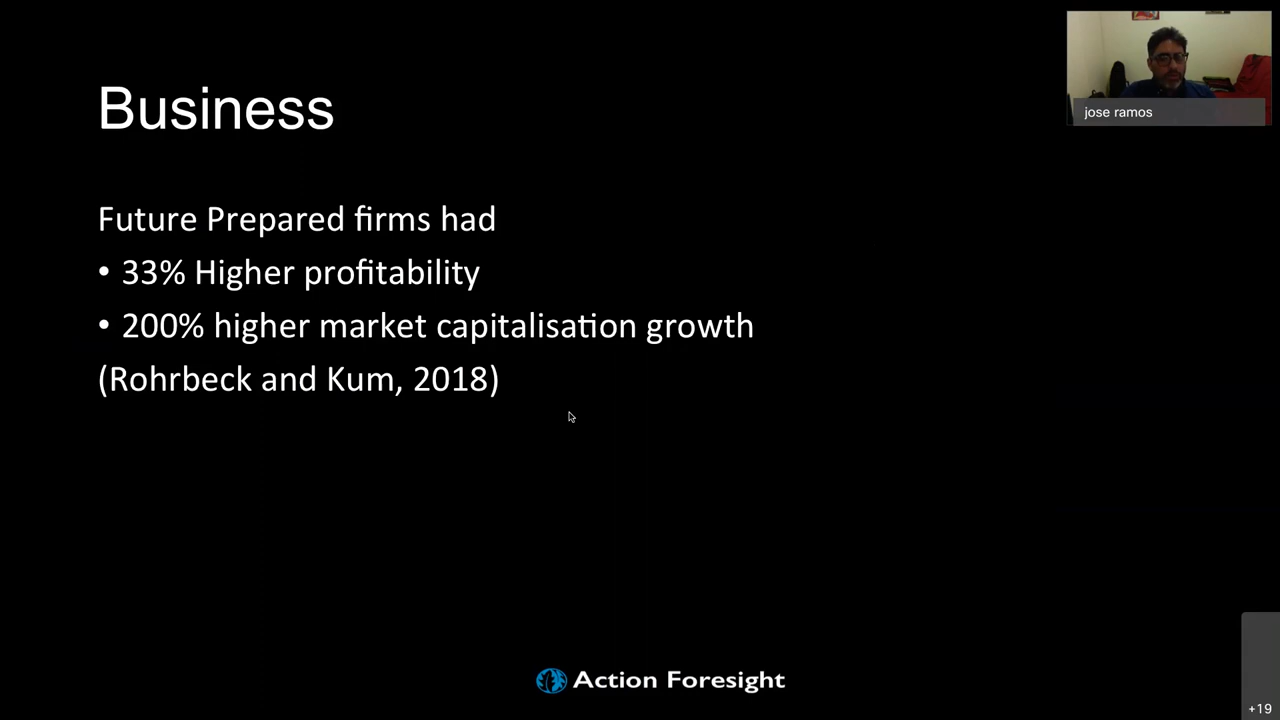 Business
jose ramos
Future Prepared firms had
• 33% Higher profitability
• 200% higher market capitalisation growth
(Rohrbeck and Kum, 2018)
Action Foresight
+19